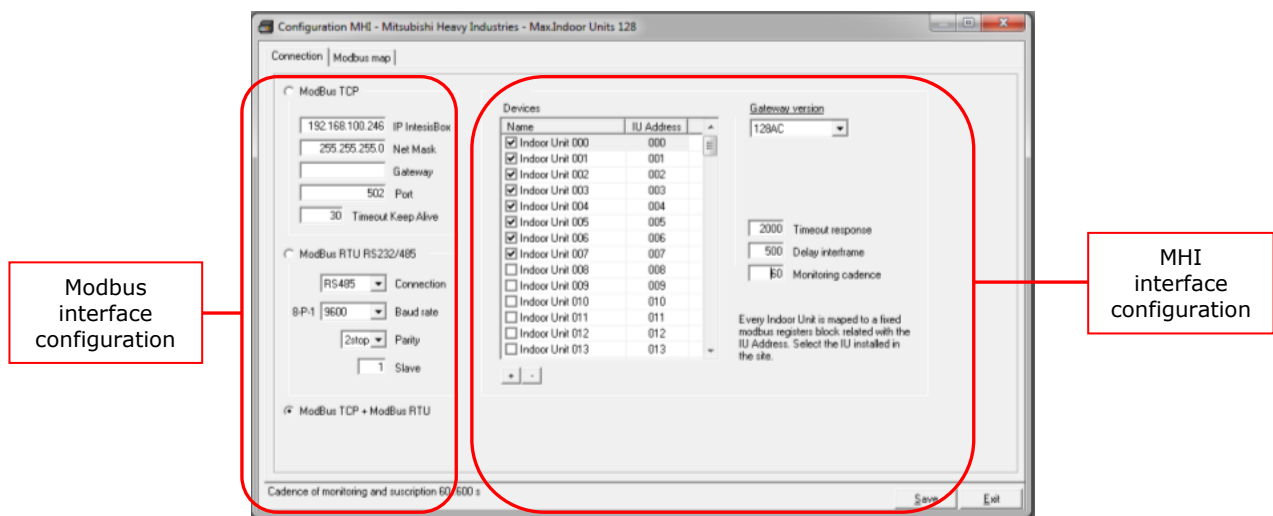 Configuration MHI - Mitsubishi Heavy Industries - Max.Indoor Units 128
Connection Modbus map
ModBus TCP
192.168.100.246 IP IntesisBox
255.255.255.0 Net Mask
Gateway
502 Port
30 Timeout Keep Alive
ModBus RTU RS232/485
RS485 Connection
8-P-1 9600 Baud rate
2stop Parity
1 Slave
ModBus TCP + ModBus RTU
Devices
Name IU Address
Indoor Unit 000 000
Indoor Unit 001 001
Indoor Unit 002 002
Indoor Unit 003 003
Indoor Unit 004 004
Indoor Unit 005 005
Indoor Unit 006 006
Indoor Unit 007 007
Indoor Unit 008 008
Indoor Unit 009 009
Indoor Unit 010 010
Indoor Unit 011 011
Indoor Unit 012 012
Indoor Unit 013 013
+ -
Gateway version
128AC
2000 Timeout response
500 Delay interframe
60 Monitoring cadence
Every Indoor Unit is maped to a fixed
modbus registers block related with the
IU Address. Select the IU installed in
the site.
Cadence of monitoring and suscription 60/600 s
Save Exit
Modbus
interface
configuration
MHI
interface
configuration